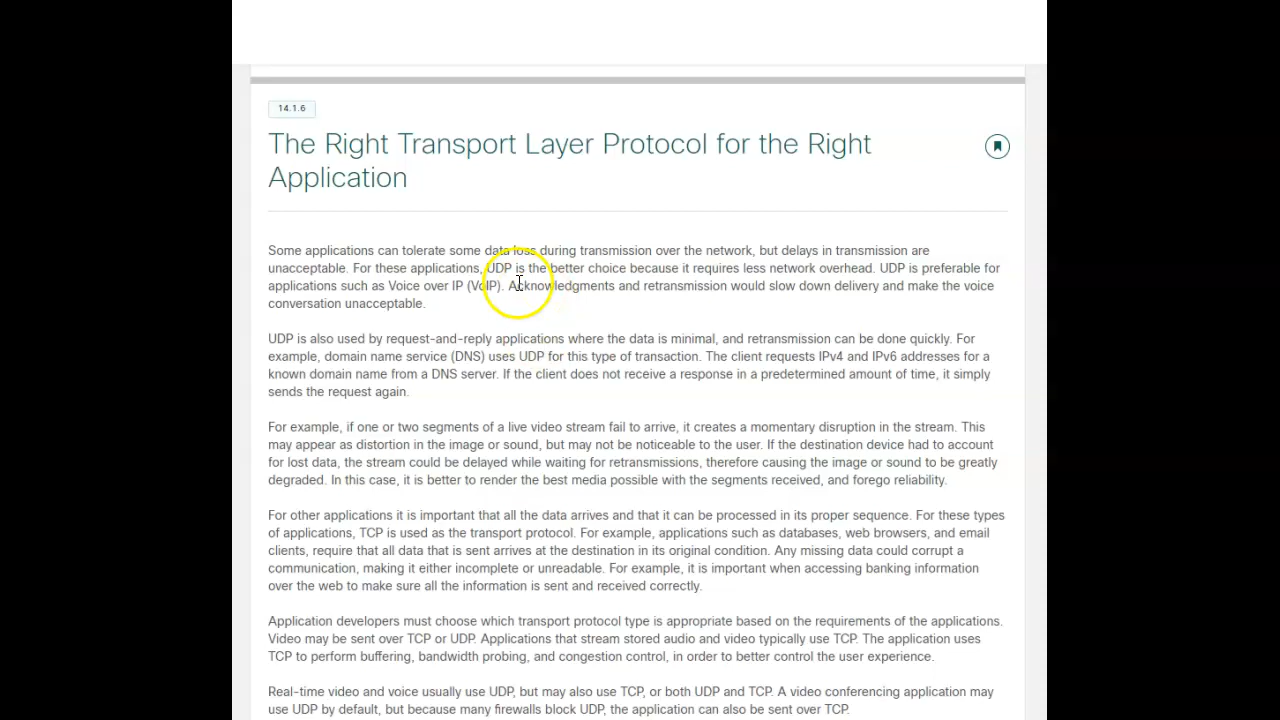 14.1.6
The Right Transport Layer Protocol for the Right
Application
Some applications can tolerate some data loss during transmission over the network, but delays in transmission are
unacceptable. For these applications, UDP is the better choice because it requires less network overhead. UDP is preferable for
applications such as Voice over IP (VoIP). Acknowledgments and retransmission would slow down delivery and make the voice
conversation unacceptable.
UDP is also used by request-and-reply applications where the data is minimal, and retransmission can be done quickly. For
example, domain name service (DNS) uses UDP for this type of transaction. The client requests IPv4 and IPv6 addresses for a
known domain name from a DNS server. If the client does not receive a response in a predetermined amount of time, it simply
sends the request again.
For example, if one or two segments of a live video stream fail to arrive, it creates a momentary disruption in the stream. This
may appear as distortion in the image or sound, but may not be noticeable to the user. If the destination device had to account
for lost data, the stream could be delayed while waiting for retransmissions, therefore causing the image or sound to be greatly
degraded. In this case, it is better to render the best media possible with the segments received, and forego reliability.
For other applications it is important that all the data arrives and that it can be processed in its proper sequence. For these types
of applications, TCP is used as the transport protocol. For example, applications such as databases, web browsers, and email
clients, require that all data that is sent arrives at the destination in its original condition. Any missing data could corrupt a
communication, making it either incomplete or unreadable. For example, it is important when accessing banking information
over the web to make sure all the information is sent and received correctly.
Application developers must choose which transport protocol type is appropriate based on the requirements of the applications.
Video may be sent over TCP or UDP. Applications that stream stored audio and video typically use TCP. The application uses
TCP to perform buffering, bandwidth probing, and congestion control, in order to better control the user experience.
Real-time video and voice usually use UDP, but may also use TCP, or both UDP and TCP. A video conferencing application may
use UDP by default, but because many firewalls block UDP, the application can also be sent over TCP.